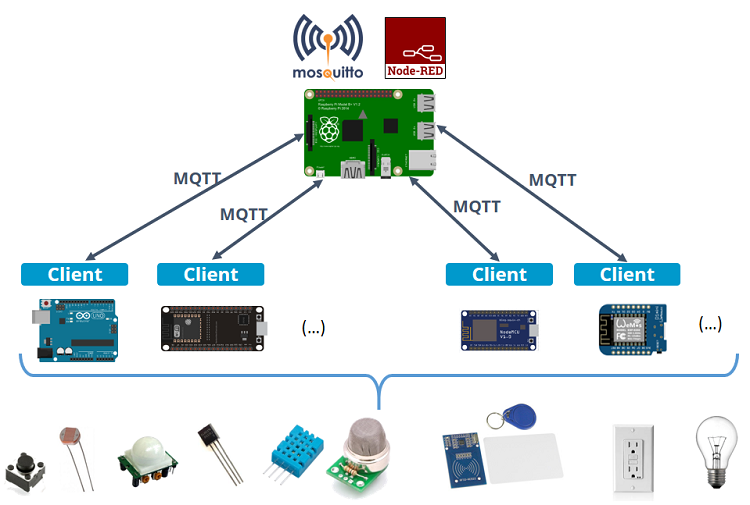 mosquitto
Node-RED
Raspberry Pi Model B+ V1.2
© Raspberry Pi 2014
MQTT
MQTT
MQTT
MQTT
Client
Client
Client
Client
UNO
(...)
NodeMCU
V1.0
WeMos
(...)